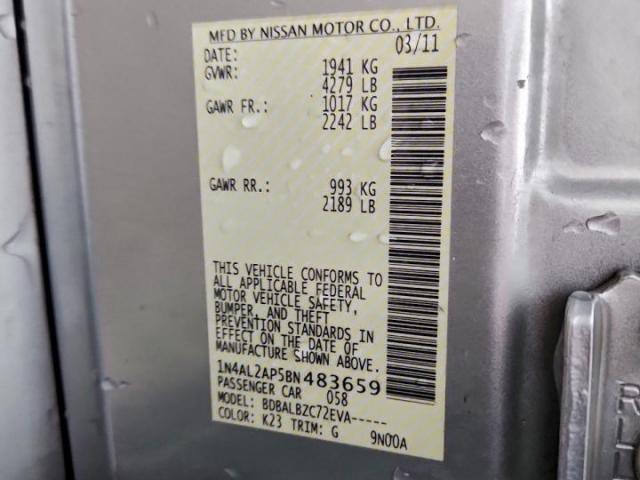 MFD BY NISSAN MOTOR CO., LTD.
DATE: 03/11
GVWR: 1941 KG
4279 LB
GAWR FR.: 1017 KG
2242 LB
GAWR RR.: 993 KG
2189 LB
THIS VEHICLE CONFORMS TO
ALL APPLICABLE FEDERAL
MOTOR VEHICLE SAFETY,
BUMPER, AND THEFT
PREVENTION STANDARDS IN
EFFECT ON THE DATE OF
MANUFACTURE SHOWN ABOVE.
1N4AL2AP5BN483659
PASSENGER CAR 058
MODEL: BDBALBZC72EVA-----
COLOR: K23 TRIM: G 9N00A